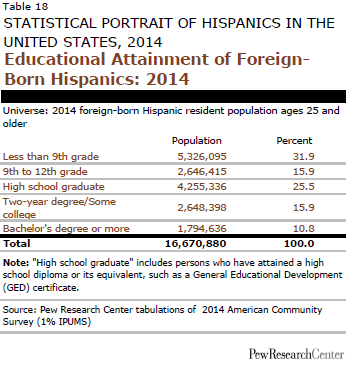 Table 18
STATISTICAL PORTRAIT OF HISPANICS IN THE
UNITED STATES, 2014
Educational Attainment of Foreign-
Born Hispanics: 2014
Universe: 2014 foreign-born Hispanic resident population ages 25 and
older
Population Percent
Less than 9th grade 5,326,095 31.9
9th to 12th grade 2,646,415 15.9
High school graduate 4,255,336 25.5
Two-year degree/Some
college 2,648,398 15.9
Bachelor's degree or more 1,794,636 10.8
Total 16,670,880 100.0
Note: "High school graduate" includes persons who have attained a high
school diploma or its equivalent, such as a General Educational Development
(GED) certificate.
Source: Pew Research Center tabulations of 2014 American Community
Survey (1% IPUMS)
PewResearchCenter